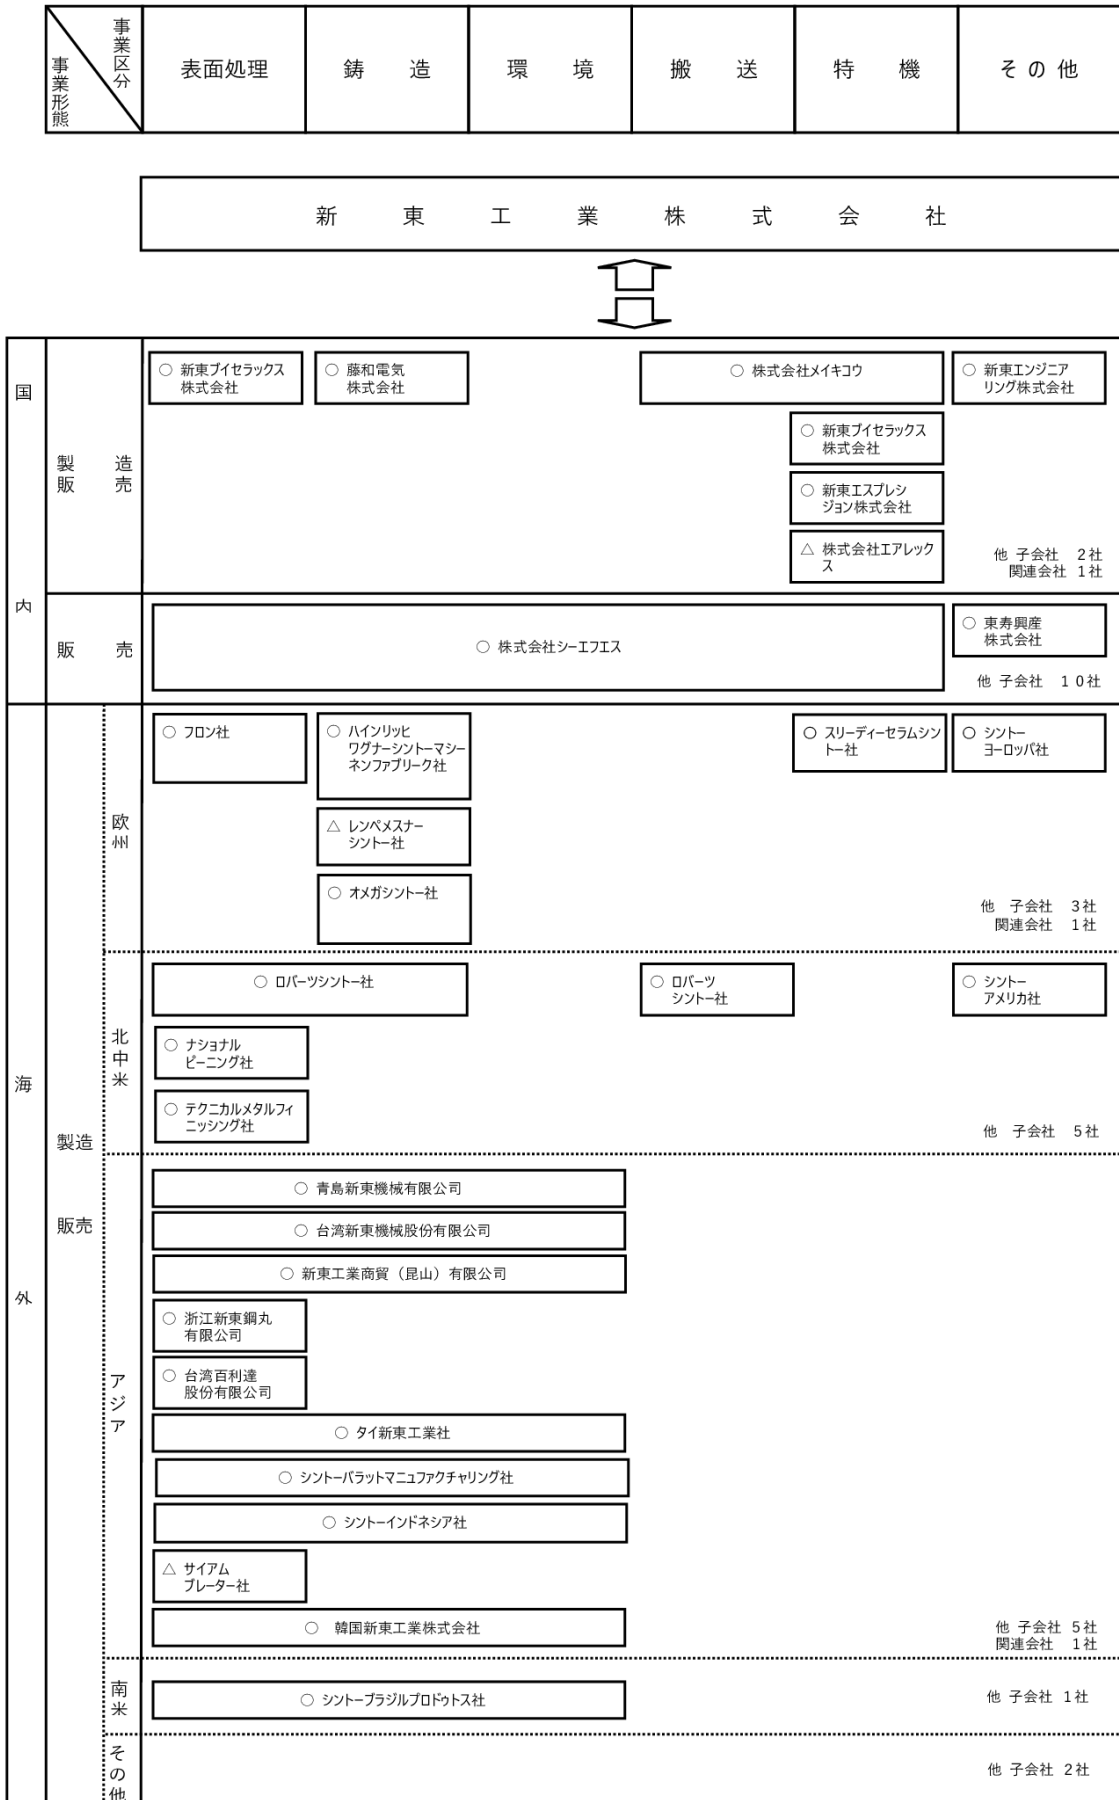 事業区分
事業形態
表面処理
鋳 造
環 境
搬 送
特 機
そ の 他
新 東 工 業 株 式 会 社
国 内
製 造
販 売
○ 新東ブイセラックス
株式会社
○ 藤和電気
株式会社
○ 株式会社メイキコウ
○ 新東エンジニア
リング株式会社
○ 新東ブイセラックス
株式会社
○ 新東エスプレシ
ジョン株式会社
△ 株式会社エアレック
ス
他 子会社 2社
関連会社 1社
販 売
○ 株式会社シーエフエス
○ 東寿興産
株式会社
他 子会社 10社
海 外
製造
販売
欧州
○ フロン社
○ ハインリッヒ
ワグナーシントーマシー
ネンファブリーク社
○ スリーディーセラムシン
トー社
○ シントー
ヨーロッパ社
△ レンペメスナー
シントー社
○ オメガシントー社
他 子会社 3社
関連会社 1社
北中米
○ ロバーツシントー社
○ ロバーツ
シントー社
○ シントー
アメリカ社
○ ナショナル
ピーニング社
○ テクニカルメタルフィ
ニッシング社
他 子会社 5社
アジア
○ 青島新東機械有限公司
○ 台湾新東機械股份有限公司
○ 新東工業商貿（昆山）有限公司
○ 浙江新東鋼丸
有限公司
○ 台湾百利達
股份有限公司
○ タイ新東工業社
○ シントーバラットマニュファクチャリング社
○ シントーインドネシア社
△ サイアム
ブレーター社
○ 韓国新東工業株式会社
他 子会社 5社
関連会社 1社
南米
○ シントーブラジルプロドゥトス社
他 子会社 1社
その他
他 子会社 2社